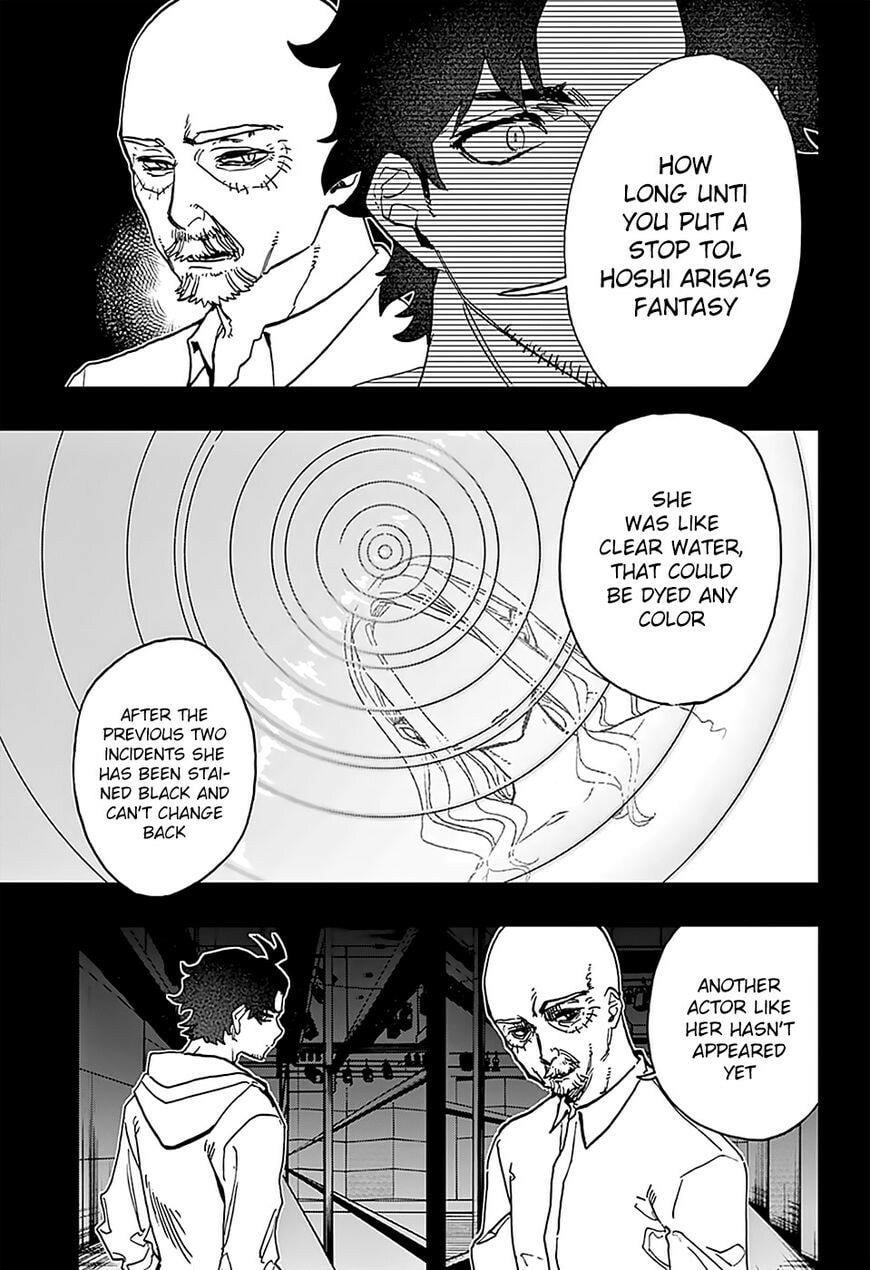 HOW
LONG UNTI
YOU PUT A
STOP TOL
HOSHI ARISA'S
FANTASY
SHE
WAS LIKE
CLEAR WATER,
THAT COULD
BE DYED ANY
COLOR
AFTER THE
PREVIOUS TWO
INCIDENTS SHE
HAS BEEN STAI-
NED BLACK AND
CAN'T CHANGE
BACK
ANOTHER
ACTOR LIKE
HER HASN'T
APPEARED
YET